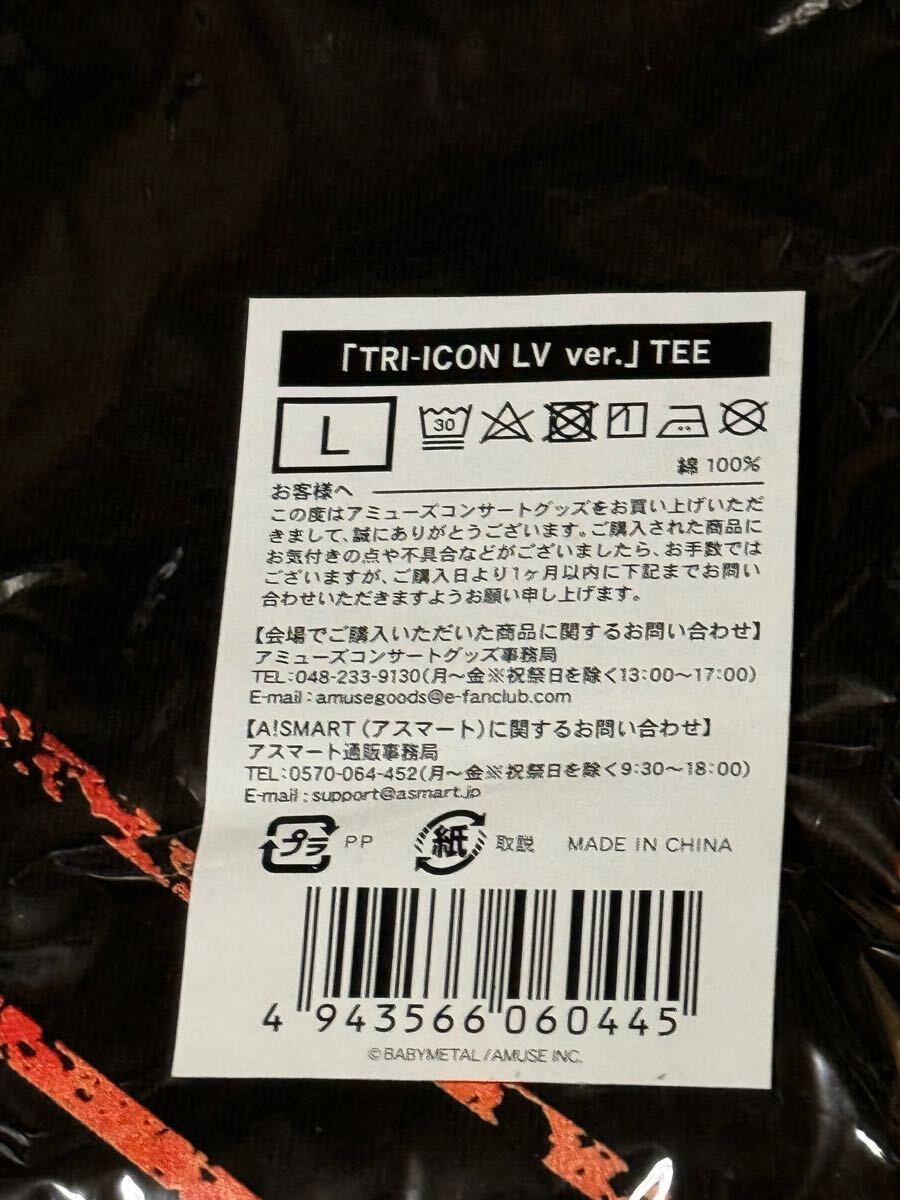 「TRI-ICON LV ver.」TEE
L
30
綿 100%
お客様へ
この度はアミューズコンサートグッズをお買い上げいただ
きまして、誠にありがとうございます。ご購入された商品に
お気付きの点や不具合などがございましたら、お手数では
ございますが、ご購入日より1ヶ月以内に下記までお問い
合わせいただきますようお願い申し上げます。
【会場でご購入いただいた商品に関するお問い合わせ】
アミューズコンサートグッズ事務局
TEL:048-233-9130(月〜金※祝祭日を除く13:00〜17:00)
E-mail:amusegoods@e-fanclub.com
【A!SMART(アスマート)に関するお問い合わせ】
アスマート通販事務局
TEL:0570-064-452(月〜金※祝祭日を除く9:30〜18:00)
E-mail:support@asmart.jp
プラ PP 紙 取説 MADE IN CHINA
4 943566 060445
©BABYMETAL/AMUSE INC.